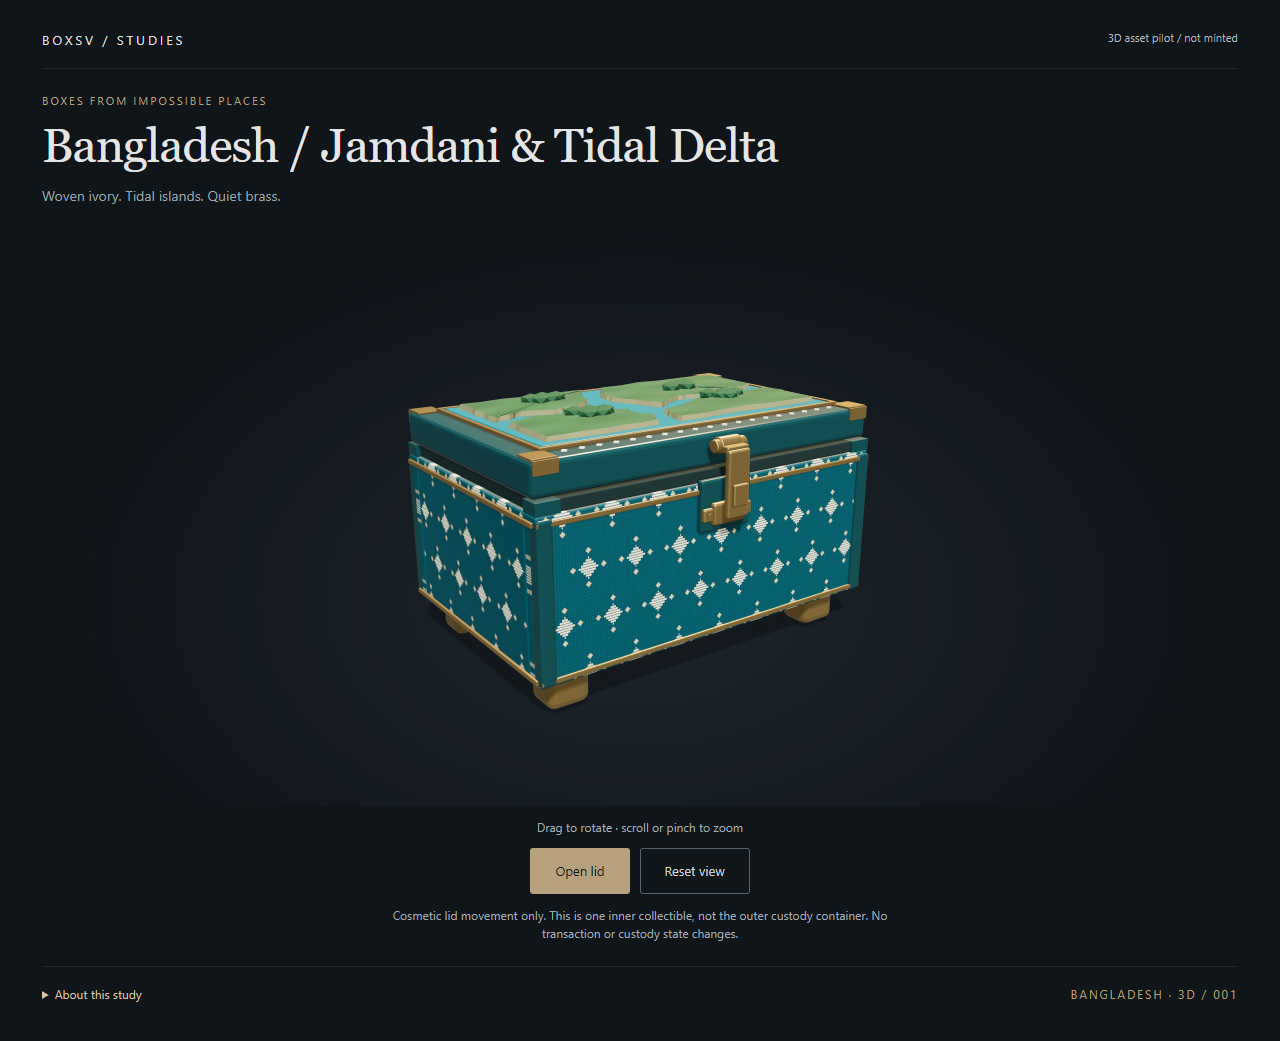 BOXSV / STUDIES
3D asset pilot / not minted
BOXES FROM IMPOSSIBLE PLACES
Bangladesh / Jamdani & Tidal Delta
Woven ivory. Tidal islands. Quiet brass.
Drag to rotate · scroll or pinch to zoom
Open lid
Reset view
Cosmetic lid movement only. This is one inner collectible, not the outer custody container. No
transaction or custody state changes.
About this study
BANGLADESH · 3D / 001